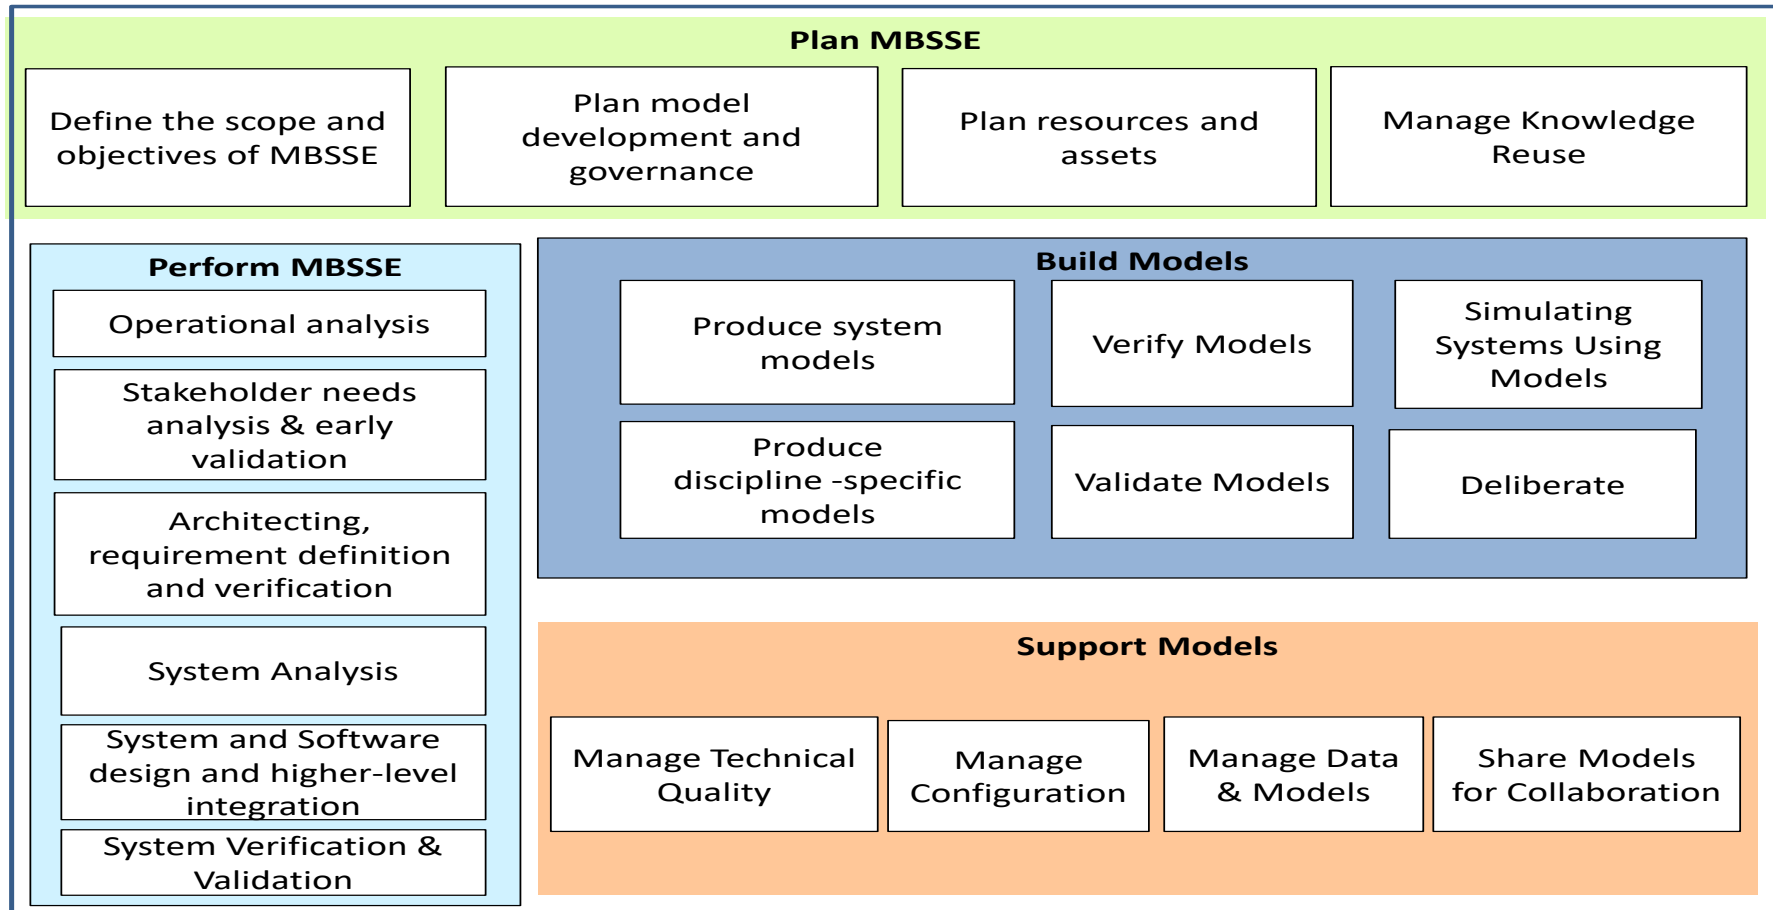 Plan MBSSE
Define the scope and
objectives of MBSSE
Plan model
development and
governance
Plan resources and
assets
Manage Knowledge
Reuse
Perform MBSSE
Operational analysis
Stakeholder needs
analysis & early
validation
Architecting,
requirement definition
and verification
System Analysis
System and Software
design and higher-level
integration
System Verification &
Validation
Build Models
Produce system
models
Verify Models
Simulating
Systems Using
Models
Produce
discipline -specific
models
Validate Models
Deliberate
Support Models
Manage Technical
Quality
Manage
Configuration
Manage Data
& Models
Share Models
for Collaboration